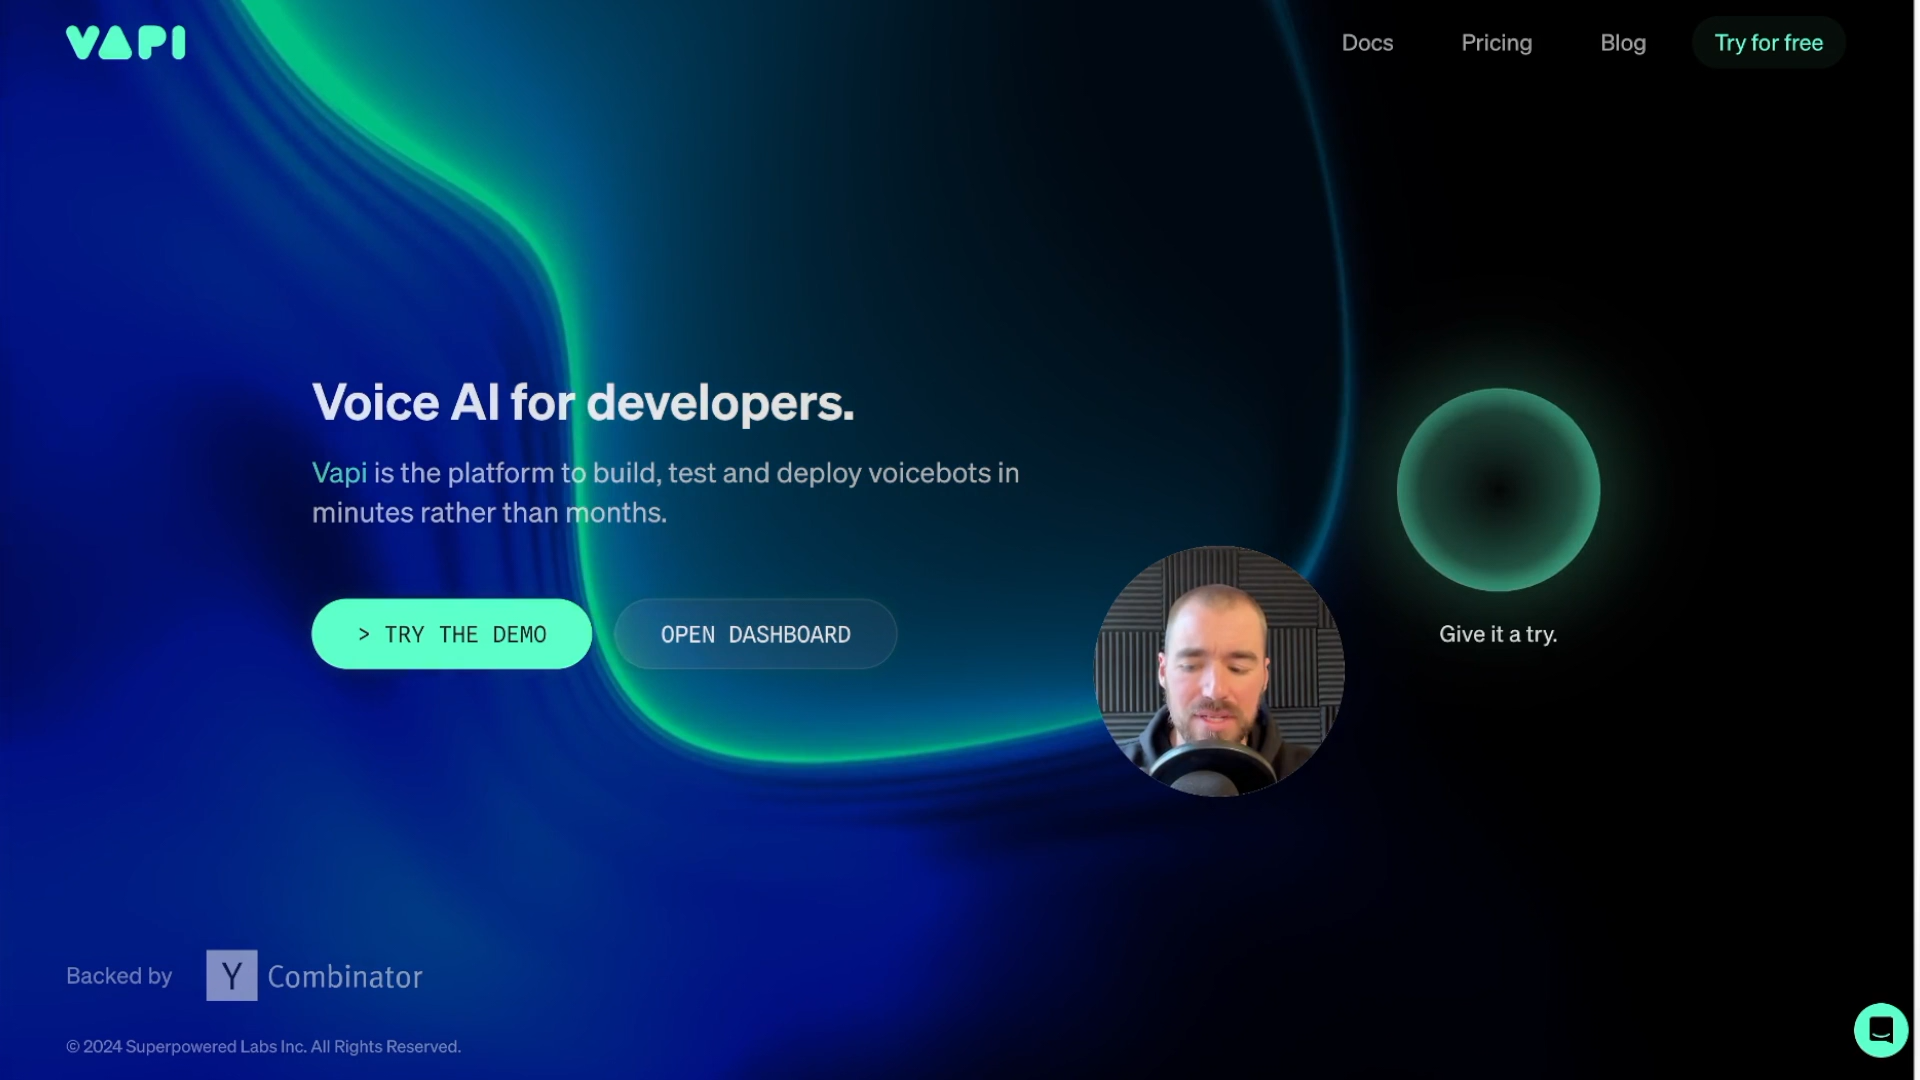 VAPI
Docs
Pricing
Blog
Try for free
Voice AI for developers.
Vapi is the platform to build, test and deploy voicebots in
minutes rather than months.
> TRY THE DEMO
OPEN DASHBOARD
Give it a try.
Backed by
Y Combinator
© 2024 Superpowered Labs Inc. All Rights Reserved.